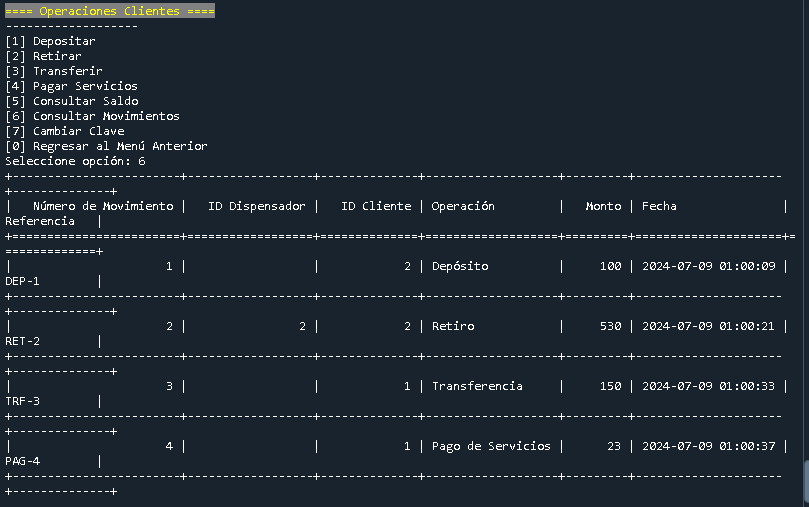 ==== Operaciones Clientes ====
-------------------
[1] Depositar
[2] Retirar
[3] Transferir
[4] Pagar Servicios
[5] Consultar Saldo
[6] Consultar Movimientos
[7] Cambiar Clave
[0] Regresar al Menú Anterior
Seleccione opción: 6
+------------------------+------------------+--------------+-------------------+---------+---------------------
+--------------+
|   Número de Movimiento |   ID Dispensador |   ID Cliente | Operación         |   Monto | Fecha               |
Referencia   |
+========================+==================+==============+===================+=========+=====================+=
=============+
|                      1 |                  |            2 | Depósito          |     100 | 2024-07-09 01:00:09 |
DEP-1        |
+------------------------+------------------+--------------+-------------------+---------+---------------------
+--------------+
|                      2 |                2 |            2 | Retiro            |     530 | 2024-07-09 01:00:21 |
RET-2        |
+------------------------+------------------+--------------+-------------------+---------+---------------------
+--------------+
|                      3 |                  |            1 | Transferencia     |     150 | 2024-07-09 01:00:33 |
TRF-3        |
+------------------------+------------------+--------------+-------------------+---------+---------------------
+--------------+
|                      4 |                  |            1 | Pago de Servicios |      23 | 2024-07-09 01:00:37 |
PAG-4        |
+------------------------+------------------+--------------+-------------------+---------+---------------------
+--------------+